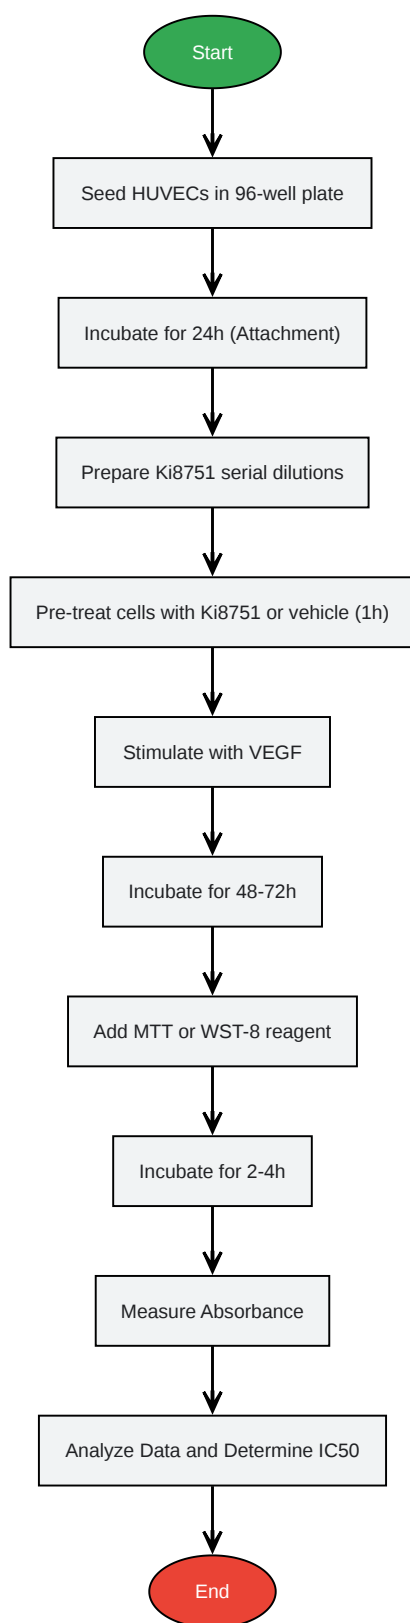 Start
Seed HUVECs in 96-well plate
Incubate for 24h (Attachment)
Prepare Ki8751 serial dilutions
Pre-treat cells with Ki8751 or vehicle (1h)
Stimulate with VEGF
Incubate for 48-72h
Add MTT or WST-8 reagent
Incubate for 2-4h
Measure Absorbance
Analyze Data and Determine IC50
End